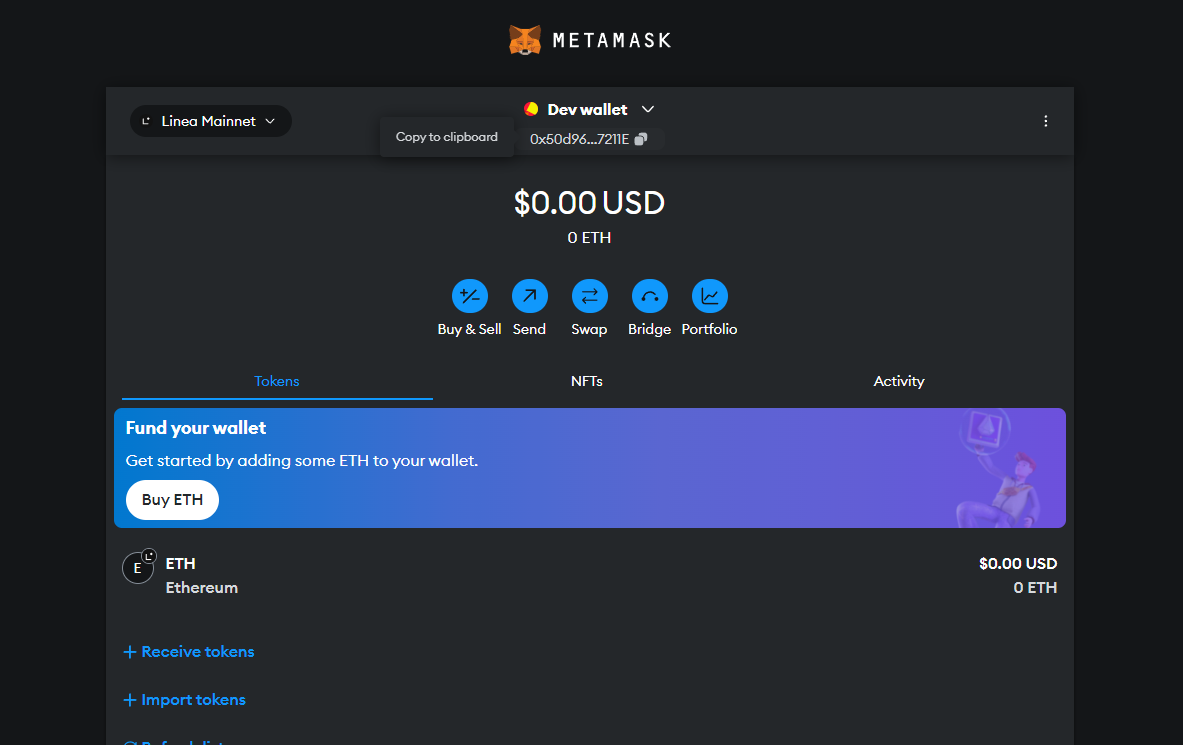 METAMASK
Linea Mainnet
Dev wallet
Copy to clipboard
0x50d96...7211E
$0.00 USD
0 ETH
Buy & Sell
Send
Swap
Bridge
Portfolio
Tokens
NFTs
Activity
Fund your wallet
Get started by adding some ETH to your wallet.
Buy ETH
E
ETH
$0.00 USD
Ethereum
0 ETH
+ Receive tokens
+ Import tokens